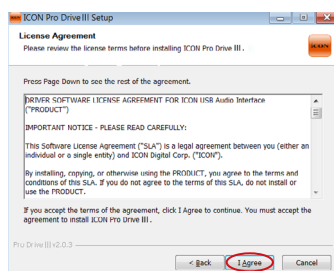 ICON Pro Drive III Setup
License Agreement
Please review the license terms before installing ICON Pro Drive III.
ICON
Press Page Down to see the rest of the agreement.
DRIVER SOFTWARE LICENSE AGREEMENT FOR ICON USB Audio Interface
("PRODUCT")
IMPORTANT NOTICE - PLEASE READ CAREFULLY:
This Software License Agreement ("SLA") is a legal agreement between you (either an
individual or a single entity) and ICON Digital Corp. ("ICON").
By installing, copying, or otherwise using the PRODUCT, you agree to the terms and
conditions of this SLA. If you do not agree to the terms of this SLA, do not install or
use the PRODUCT.
If you accept the terms of the agreement, click I Agree to continue. You must accept the
agreement to install ICON Pro Drive III.
Pro Drive III v2.0.3
< Back
I Agree
Cancel